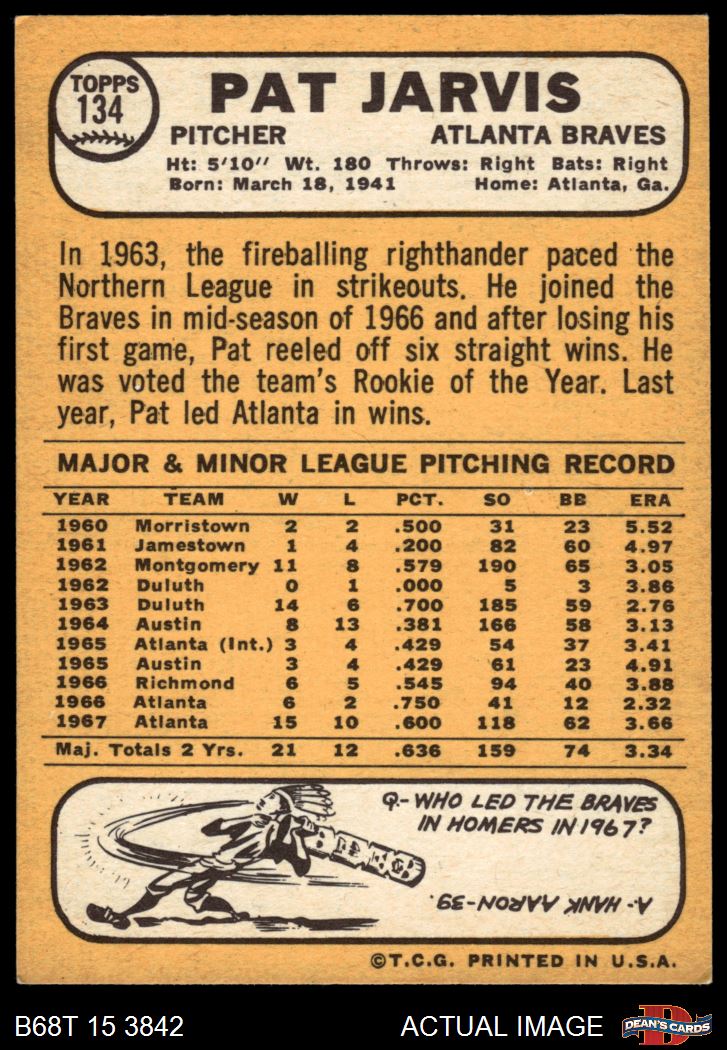 TOPPS
134
PAT JARVIS
PITCHER ATLANTA BRAVES
Ht: 5'10" Wt. 180 Throws: Right Bats: Right
Born: March 18, 1941 Home: Atlanta, Ga.
In 1963, the fireballing righthander paced the
Northern League in strikeouts. He joined the
Braves in mid-season of 1966 and after losing his
first game, Pat reeled off six straight wins. He
was voted the team's Rookie of the Year. Last
year, Pat led Atlanta in wins.
MAJOR & MINOR LEAGUE PITCHING RECORD
YEAR TEAM W L PCT. SO BB ERA
1960 Morristown 2 2 .500 31 23 5.52
1961 Jamestown 1 4 .200 82 60 4.97
1962 Montgomery 11 8 .579 190 65 3.05
1962 Duluth 0 1 .000 5 3 3.86
1963 Duluth 14 6 .700 185 59 2.76
1964 Austin 8 13 .381 166 58 3.13
1965 Atlanta (Int.) 3 4 .429 54 37 3.41
1965 Austin 3 4 .429 61 23 4.91
1966 Richmond 6 5 .545 94 40 3.88
1966 Atlanta 6 2 .750 41 12 2.32
1967 Atlanta 15 10 .600 118 62 3.66
Maj. Totals 2 Yrs. 21 12 .636 159 74 3.34
Q.-WHO LED THE BRAVES
IN HOMERS IN 1967?
A.-HANK AARON-39.
©T.C.G. PRINTED IN U.S.A.
B68T 15 3842 ACTUAL IMAGE
DEAN'S CARDS